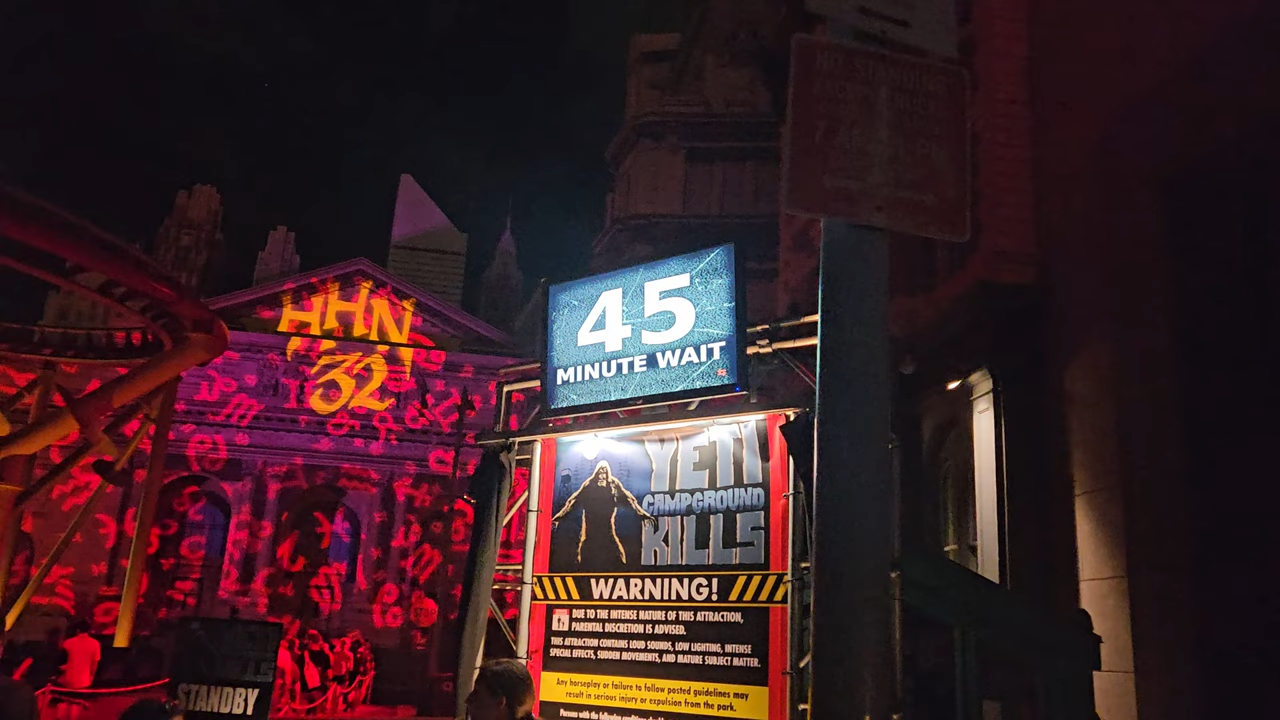 NO STANDING
HHN
32
45
MINUTE WAIT
YETI
CAMPGROUND
KILLS
WARNING!
DUE TO THE INTENSE NATURE OF THIS ATTRACTION,
PARENTAL DISCRETION IS ADVISED.
THIS ATTRACTION CONTAINS LOUD SOUNDS, LOW LIGHTING, INTENSE
SPECIAL EFFECTS, SUDDEN MOVEMENTS, AND MATURE SUBJECT MATTER.
Any horseplay or failure to follow posted guidelines may
result in serious injury or expulsion from the park.
STANDBY